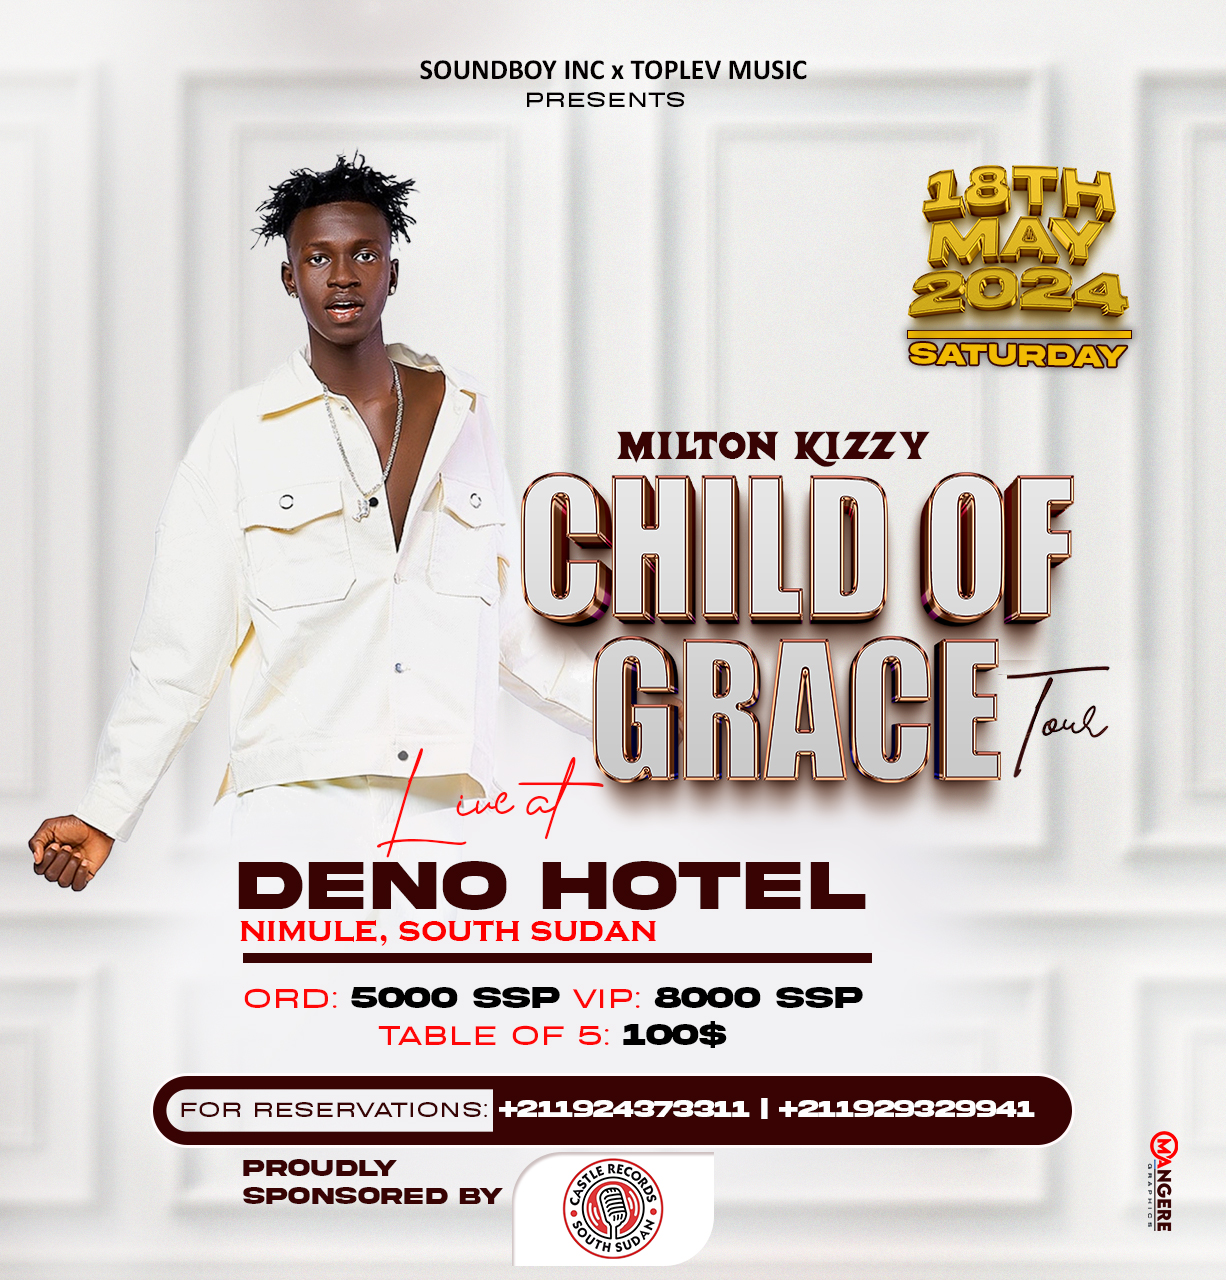 SOUNDBOY INC x TOPLEV MUSIC
PRESENTS
18TH
MAY
2024
SATURDAY
MILTON KIZZY
CHILD OF
GRACE Tour
Live at
DENO HOTEL
NIMULE, SOUTH SUDAN
ORD: 5000 SSP VIP: 8000 SSP
TABLE OF 5: 100$
FOR RESERVATIONS: +211924373311 | +211929329941
PROUDLY
SPONSORED BY
CASTLE RECORDS
SOUTH SUDAN
MANGERE
GRAPHICS